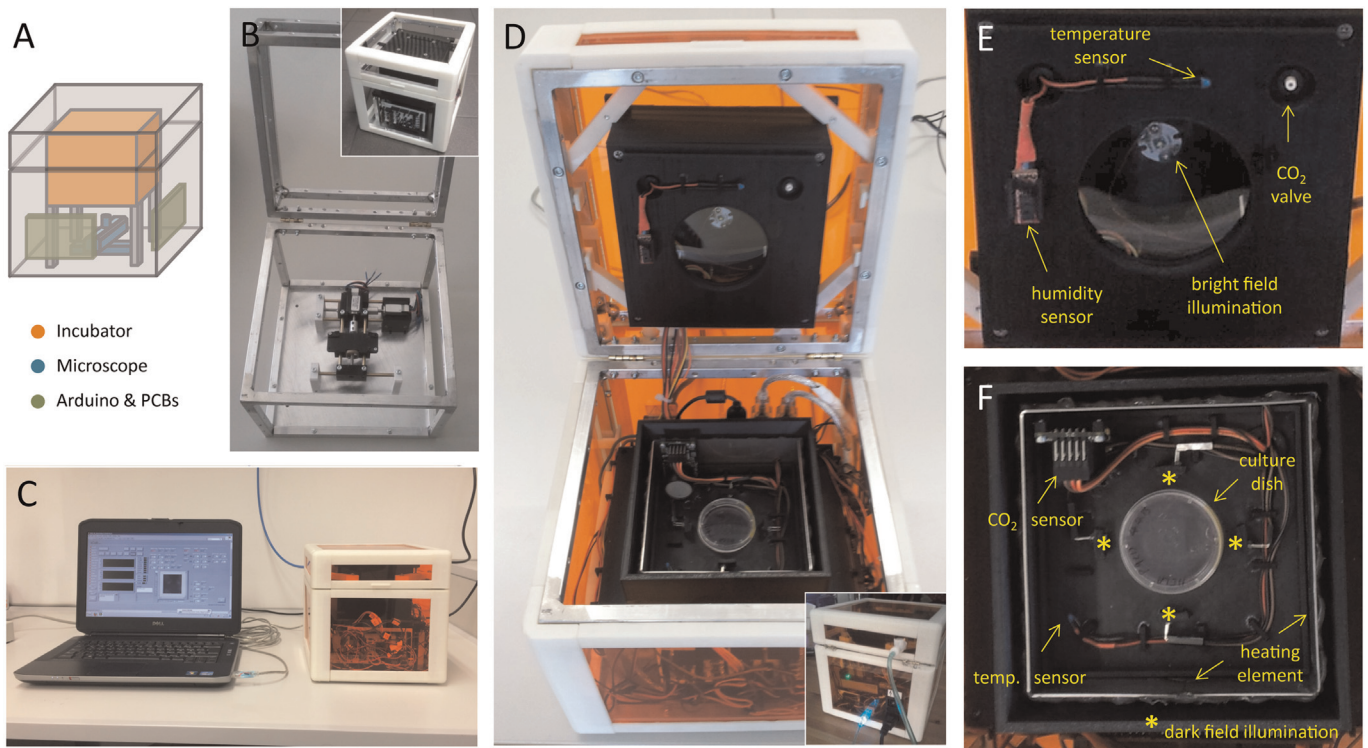 A
Incubator
Microscope
Arduino & PCBs
B
C
DELL
D
E
temperature
sensor
CO₂
valve
humidity
sensor
bright field
illumination
F
culture
dish
CO₂ sensor
temp. sensor
heating
element
* * * *
* dark field illumination